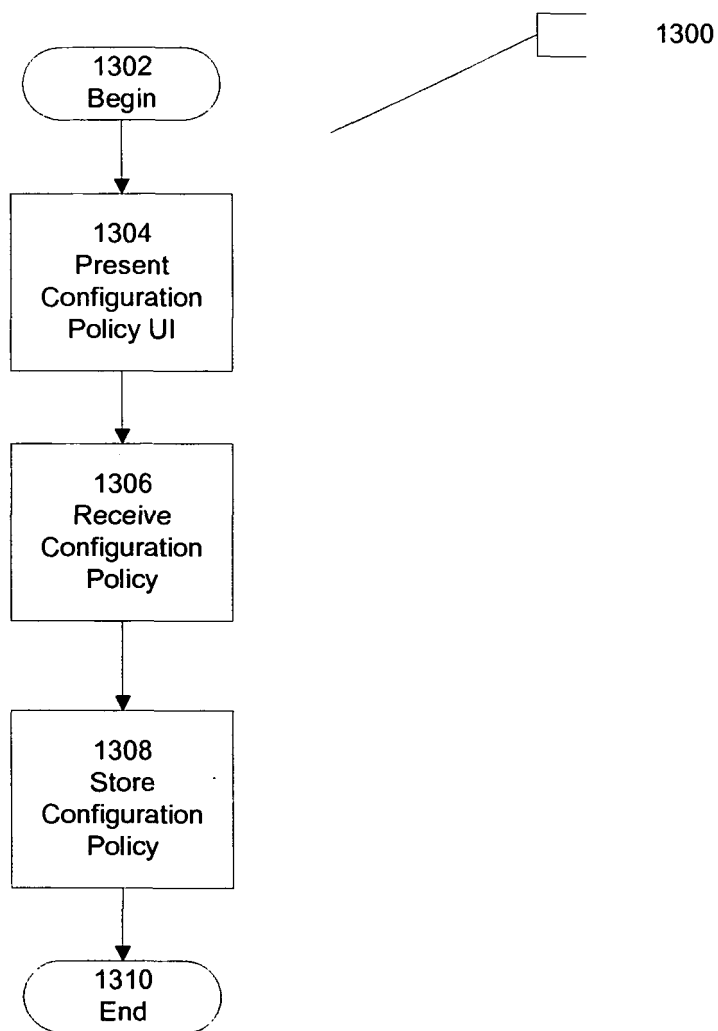 1300
1302
Begin
1304
Present
Configuration
Policy UI
1306
Receive
Configuration
Policy
1308
Store
Configuration
Policy
1310
End